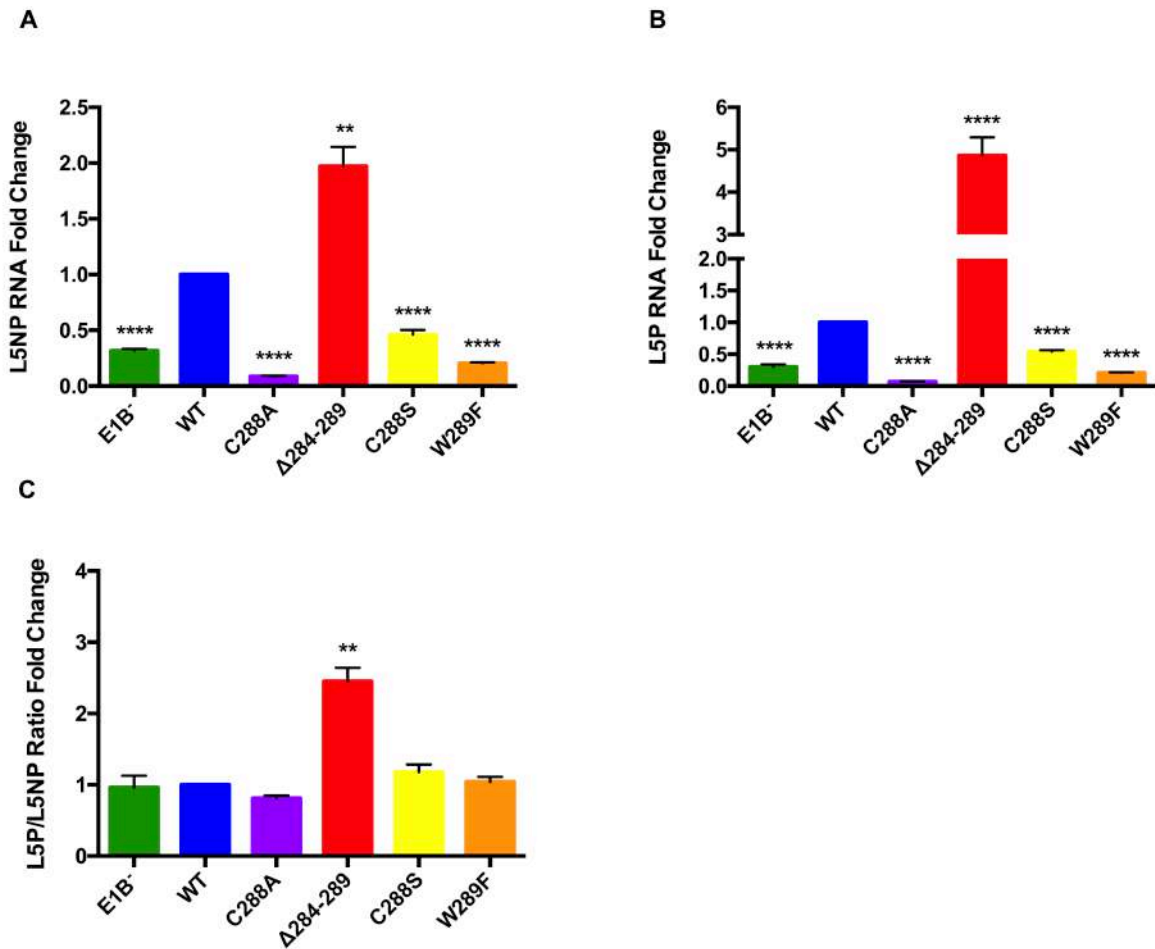 A
L5NP RNA Fold Change
2.5
2.0
1.5
1.0
0.5
0.0
****
****
**
****
****
E1B-
WT
C288A
Δ284-289
C288S
W289F
B
L5P RNA Fold Change
6
5
4
3
2.0
1.5
1.0
0.5
0.0
****
****
****
****
****
E1B-
WT
C288A
Δ284-289
C288S
W289F
C
L5P/L5NP Ratio Fold Change
4
3
2
1
0
**
E1B-
WT
C288A
Δ284-289
C288S
W289F